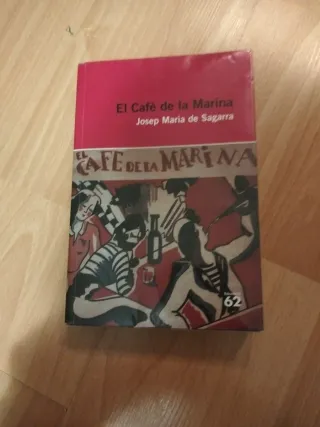 El Cafè de la Marina
Josep Maria de Sagarra
EL CAFE DE LA MARINA
62